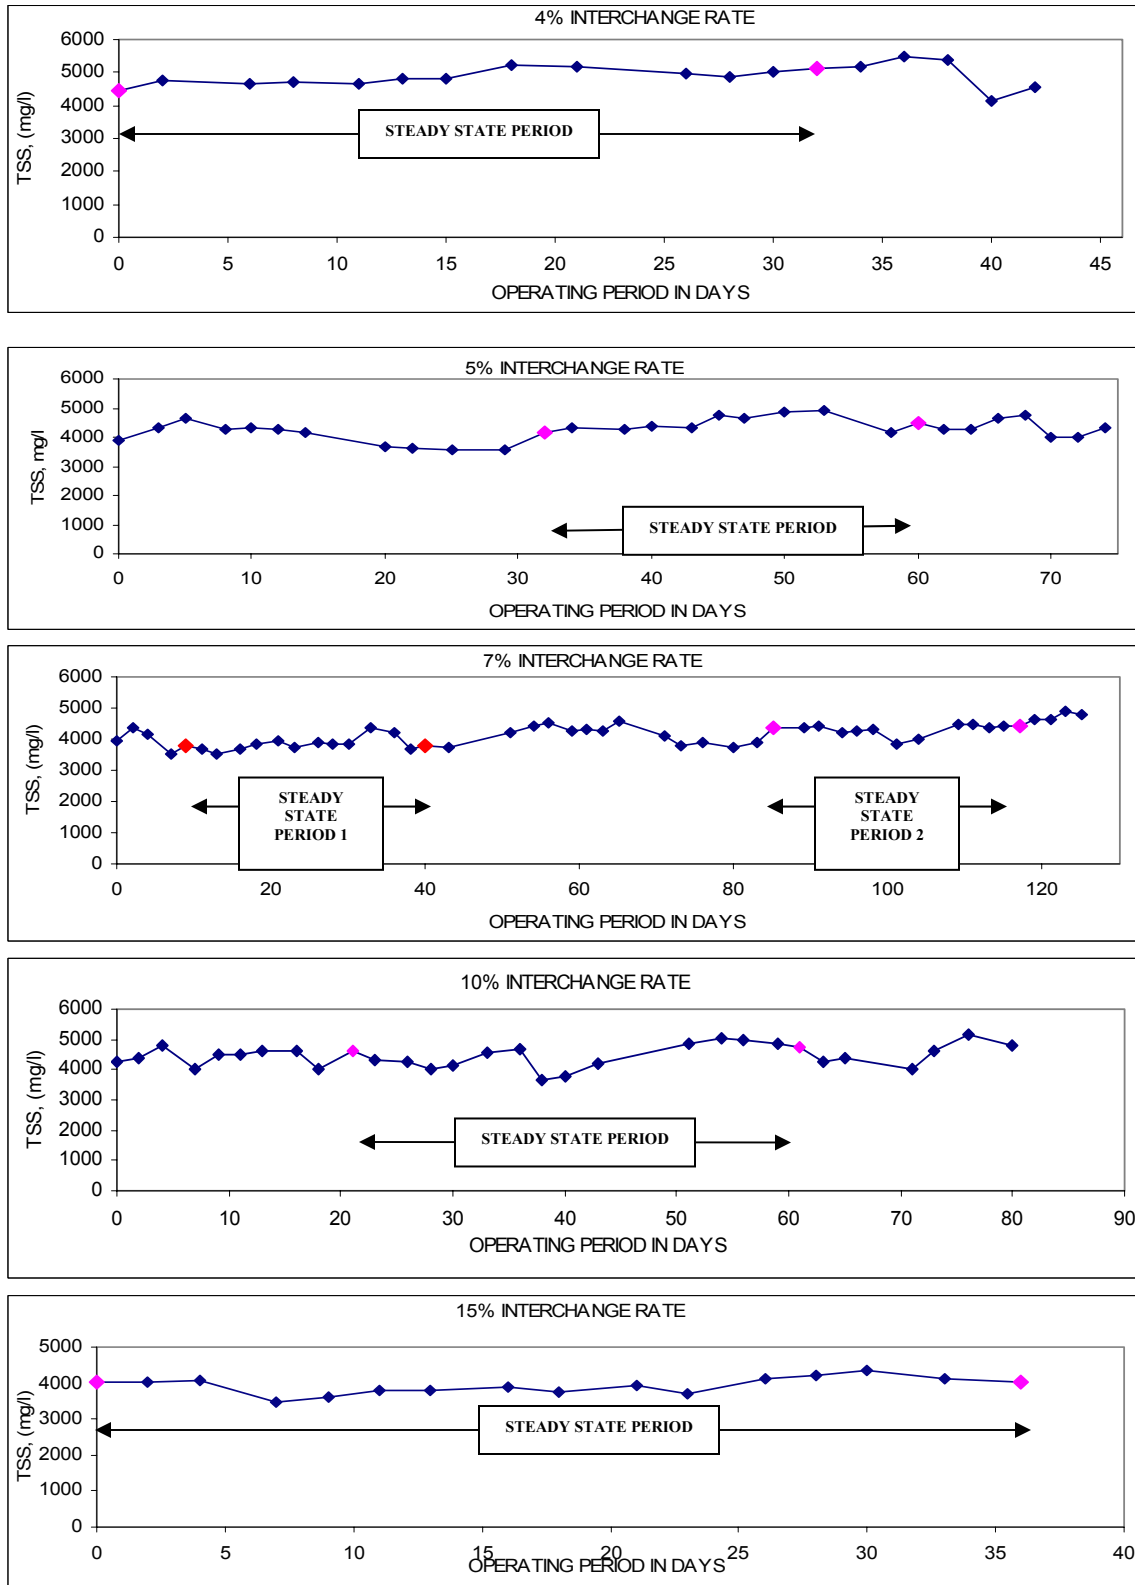 4% INTERCHANGE RATE
6000
5000
4000
3000
2000
1000
0
TSS, (mg/l)
STEADY STATE PERIOD
0 5 10 15 20 25 30 35 40 45
OPERATING PERIOD IN DAYS
5% INTERCHANGE RATE
6000
5000
4000
3000
2000
1000
0
TSS, mg/l
STEADY STATE PERIOD
0 10 20 30 40 50 60 70
OPERATING PERIOD IN DAYS
7% INTERCHANGE RATE
6000
5000
4000
3000
2000
1000
0
TSS, (mg/l)
STEADY
STATE
PERIOD 1
STEADY
STATE
PERIOD 2
0 20 40 60 80 100 120
OPERATING PERIOD IN DAYS
10% INTERCHANGE RATE
6000
5000
4000
3000
2000
1000
0
TSS, (mg/l)
STEADY STATE PERIOD
0 10 20 30 40 50 60 70 80 90
OPERATING PERIOD IN DAYS
15% INTERCHANGE RATE
5000
4000
3000
2000
1000
0
TSS, (mg/l)
STEADY STATE PERIOD
0 5 10 15 20 25 30 35 40
OPERATING PERIOD IN DAYS